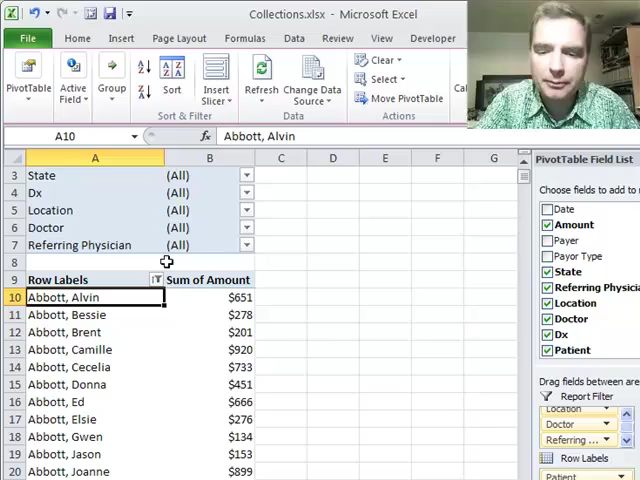 Collections.xlsx - Microsoft Excel
File Home Insert Page Layout Formulas Data Review View Developer
PivotTable Active Field Group Sort Insert Slicer Refresh Change Data Source Clear Select Move PivotTable
Sort & Filter Data Actions
A10 fx Abbott, Alvin
A B C D E F G
3 State (All)
4 Dx (All)
5 Location (All)
6 Doctor (All)
7 Referring Physician (All)
8
9 Row Labels Sum of Amount
10 Abbott, Alvin $651
11 Abbott, Bessie $278
12 Abbott, Brent $201
13 Abbott, Camille $920
14 Abbott, Cecelia $733
15 Abbott, Donna $451
16 Abbott, Ed $666
17 Abbott, Elsie $276
18 Abbott, Gwen $134
19 Abbott, Jason $153
20 Abbott, Joanne $899
PivotTable Field List
Choose fields to add to
Date
Amount
Payer
Payor Type
State
Referring Physician
Location
Doctor
Dx
Patient
Drag fields between area
Report Filter
Location
Doctor
Referring ...
Row Labels
Patient